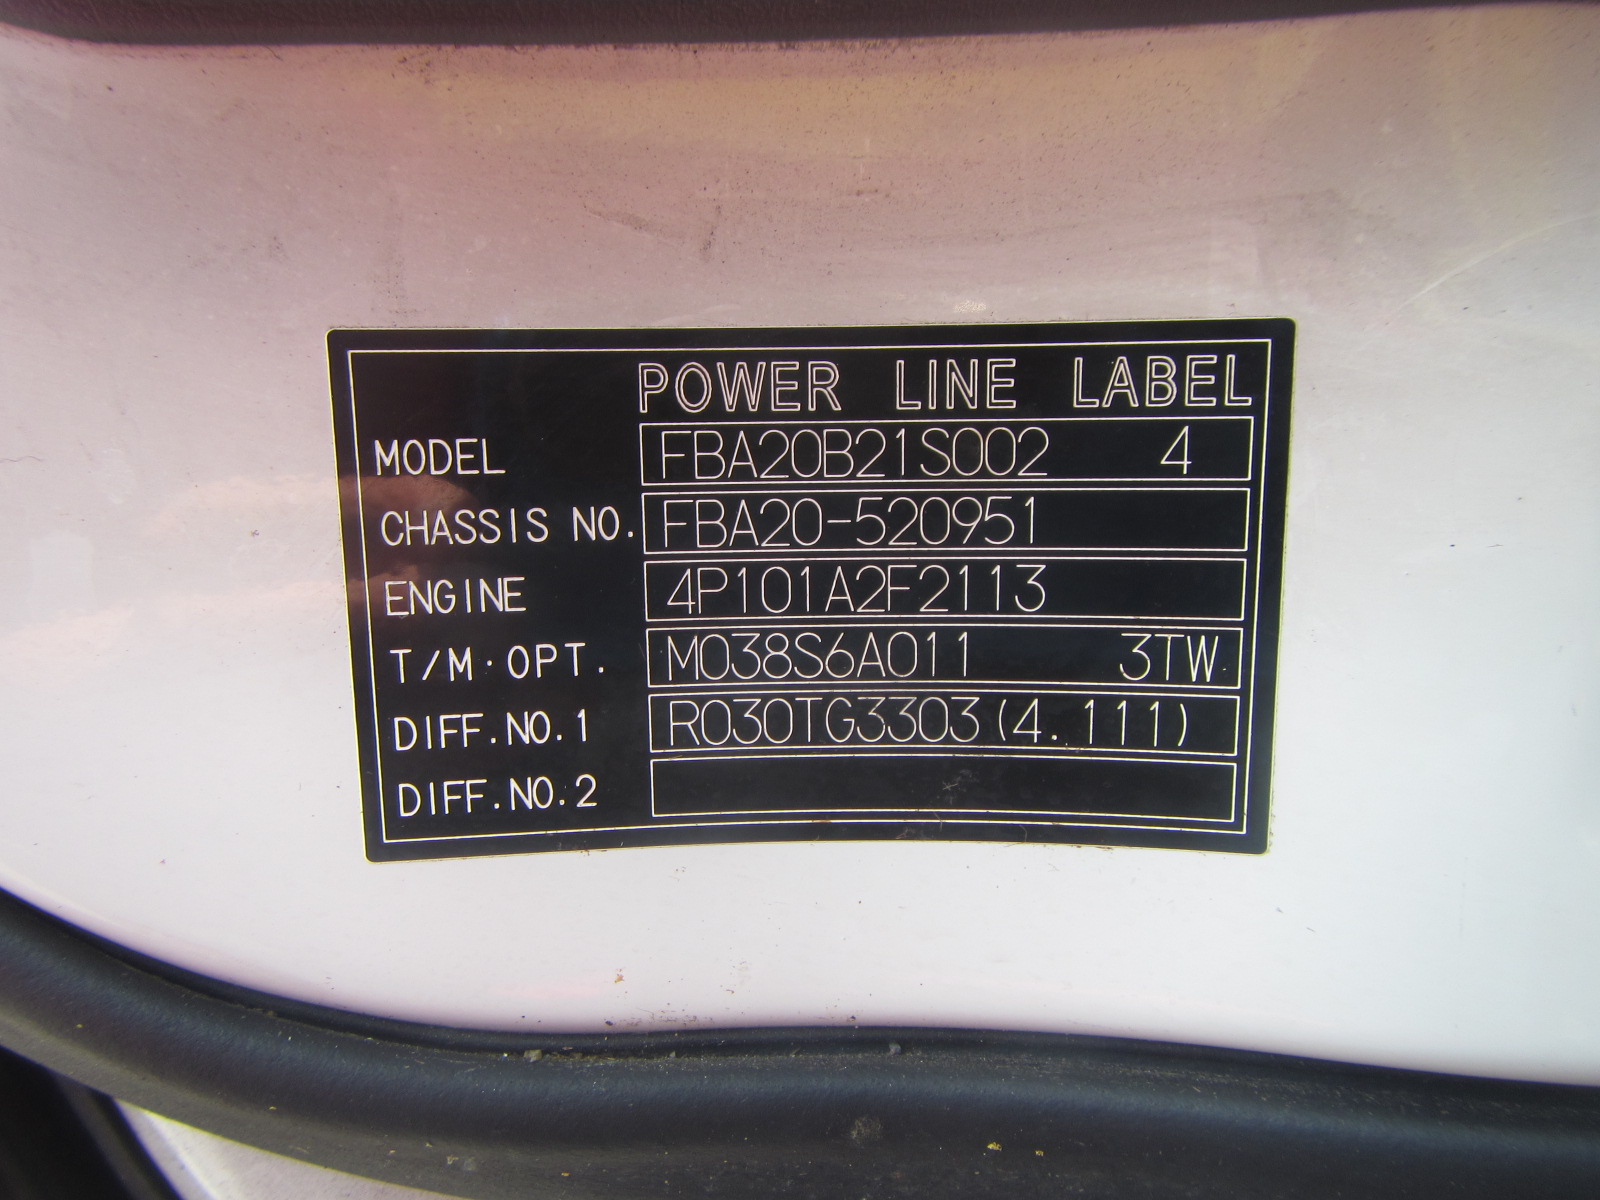 POWER LINE LABEL
MODEL FBA20B21S002 4
CHASSIS NO. FBA20-520951
ENGINE 4P101A2F2113
T/M·OPT. M038S6A011 3TW
DIFF.NO.1 R030TG3303(4.111)
DIFF.NO.2